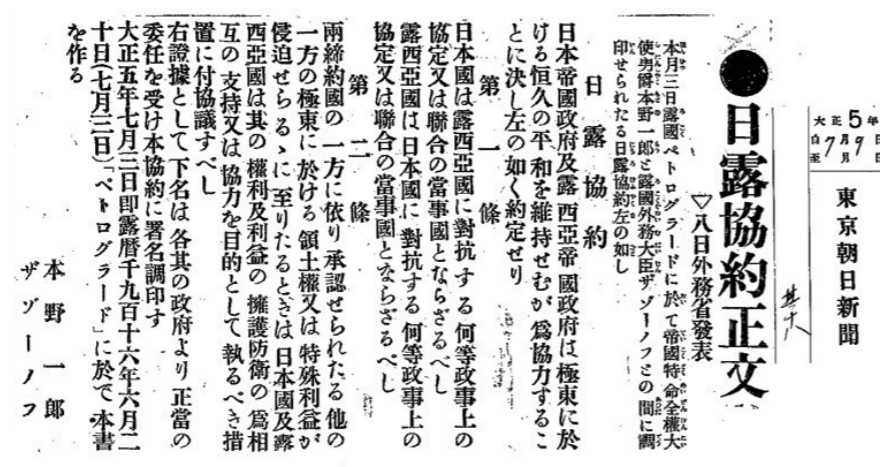 大正5年
自7月9日
至 月 日
東京朝日新聞
●日露協約正文
▽八日外務省發表
本月三日露國ペトログラードに於て帝國特命全權大
使男爵本野一郎と露國外務大臣サゾーノフとの間に調
印せられたる日露協約左の如し
日露協約
日本帝國政府及露西亞帝國政府は極東に於
ける恒久の平和を維持せむが爲協力するこ
とに決し左の如く約定せり
第一條
日本國は露西亞國に對抗する何等政事上の
協定又は聯合の當事國とならざるべし
露西亞國は日本國に對抗する何等政事上の
協定又は聯合の當事國とならざるべし
第二條
兩締約國の一方に依り承認せられたる他の
一方の極東に於ける領土權又は特殊利益が
侵迫せらるゝに至りたるときは日本國及露
西亞國は其の權利及利益の擁護防衛の爲相
互の支持又は協力を目的として執るべき措
置に付協議すべし
右證據として下名は各其の政府より正當の
委任を受け本協約に署名調印す
大正五年七月三日即露暦千九百十六年六月二
十日(七月三日)「ペトログラード」に於て本書
を作る
本野一郎
サゾーノフ